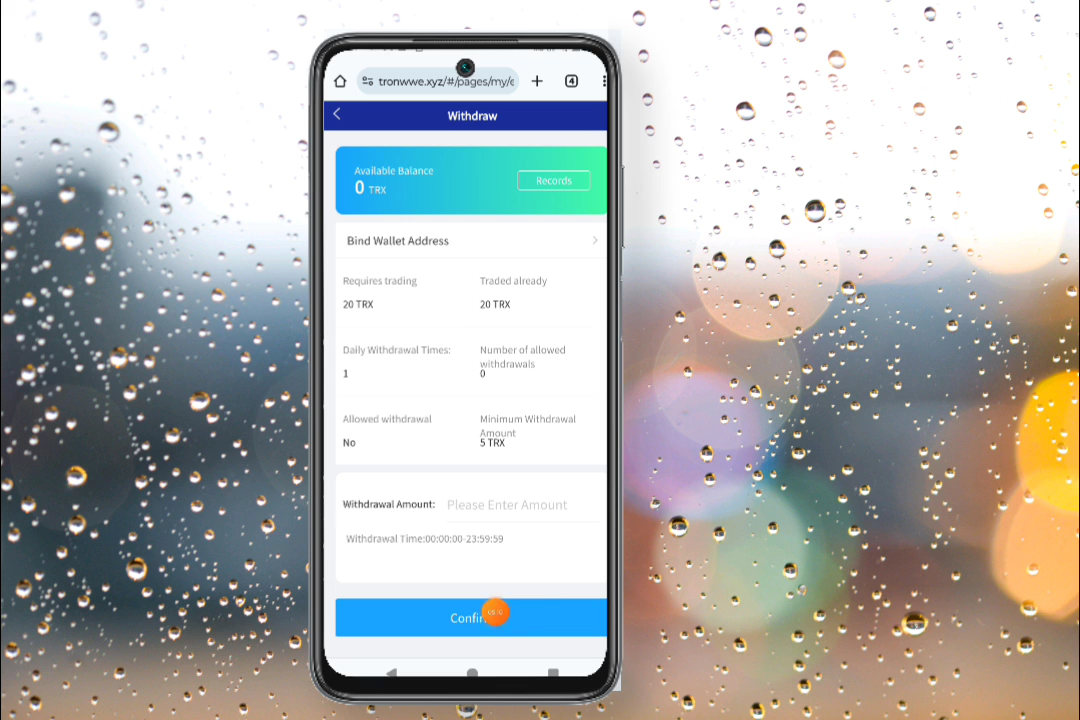 tronwwe.xyz/#/pages/my/e
4
Withdraw
Available Balance
0 TRX
Records
Bind Wallet Address
Requires trading
Traded already
20 TRX
20 TRX
Daily Withdrawal Times:
Number of allowed
withdrawals
1
0
Allowed withdrawal
Minimum Withdrawal
Amount
No
5 TRX
Withdrawal Amount:
Please Enter Amount
Withdrawal Time:00:00:00-23:59:59